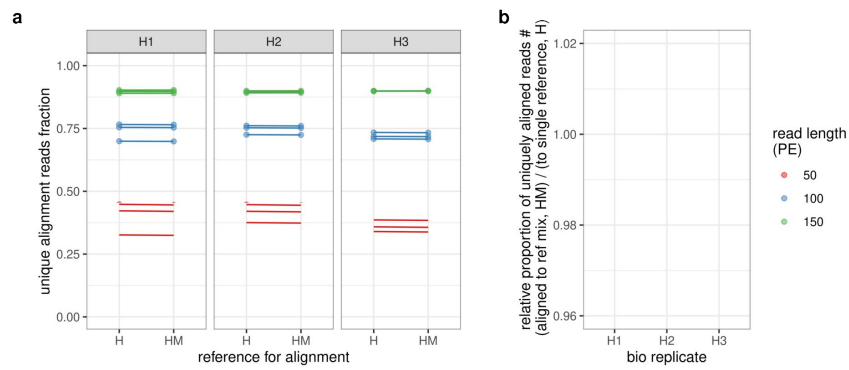 a
H1 H2 H3
unique alignment reads fraction
1.00
0.75
0.50
0.25
0.00
H HM H HM H HM
reference for alignment
b
relative proportion of uniquely aligned reads #
(aligned to ref mix, HM) / (to single reference, H)
1.02
1.00
0.98
0.96
H1 H2 H3
bio replicate
read length
(PE)
50
100
150